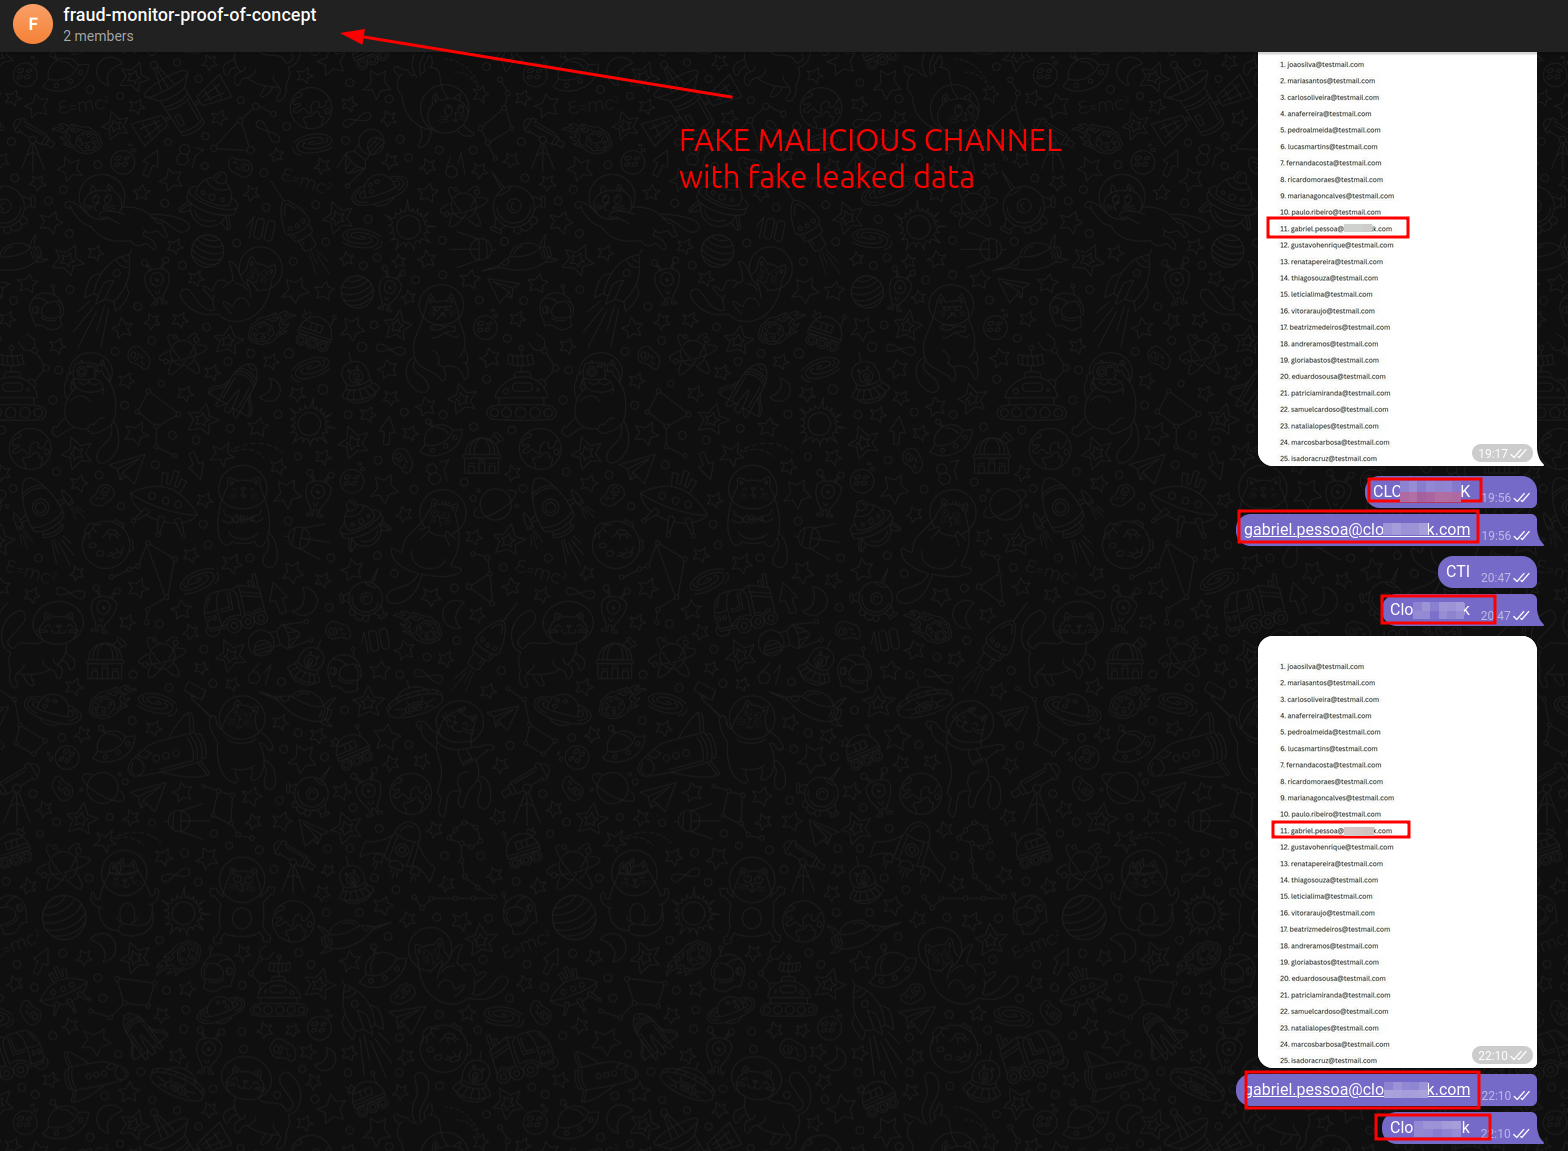 F
fraud-monitor-proof-of-concept
2 members
FAKE MALICIOUS CHANNEL
with fake leaked data
1. joaosilva@testmail.com
2. mariasantos@testmail.com
3. carlosoliveira@testmail.com
4. anaferreira@testmail.com
5. pedroalmeida@testmail.com
6. lucasmartins@testmail.com
7. fernandacosta@testmail.com
8. ricardomoraes@testmail.com
9. marianagoncalves@testmail.com
10. paulo.ribeiro@testmail.com
11. gabriel.pessoa@ k.com
12. gustavohenrique@testmail.com
13. renatapereira@testmail.com
14. thiagosouza@testmail.com
15. leticialima@testmail.com
16. vitoraraujo@testmail.com
17. beatrizmedeiros@testmail.com
18. andreramos@testmail.com
19. gloriabastos@testmail.com
20. eduardosousa@testmail.com
21. patriciamiranda@testmail.com
22. samuelcardoso@testmail.com
23. natalialopes@testmail.com
24. marcosbarbosa@testmail.com
25. isadoracruz@testmail.com
19:17
CLO K 19:56
gabriel.pessoa@clo k.com 19:56
CTI 20:47
Clo k 20:47
1. joaosilva@testmail.com
2. mariasantos@testmail.com
3. carlosoliveira@testmail.com
4. anaferreira@testmail.com
5. pedroalmeida@testmail.com
6. lucasmartins@testmail.com
7. fernandacosta@testmail.com
8. ricardomoraes@testmail.com
9. marianagoncalves@testmail.com
10. paulo.ribeiro@testmail.com
11. gabriel.pessoa@ k.com
12. gustavohenrique@testmail.com
13. renatapereira@testmail.com
14. thiagosouza@testmail.com
15. leticialima@testmail.com
16. vitoraraujo@testmail.com
17. beatrizmedeiros@testmail.com
18. andreramos@testmail.com
19. gloriabastos@testmail.com
20. eduardosousa@testmail.com
21. patriciamiranda@testmail.com
22. samuelcardoso@testmail.com
23. natalialopes@testmail.com
24. marcosbarbosa@testmail.com
25. isadoracruz@testmail.com
22:10
gabriel.pessoa@clo k.com 22:10
Clo k 22:10